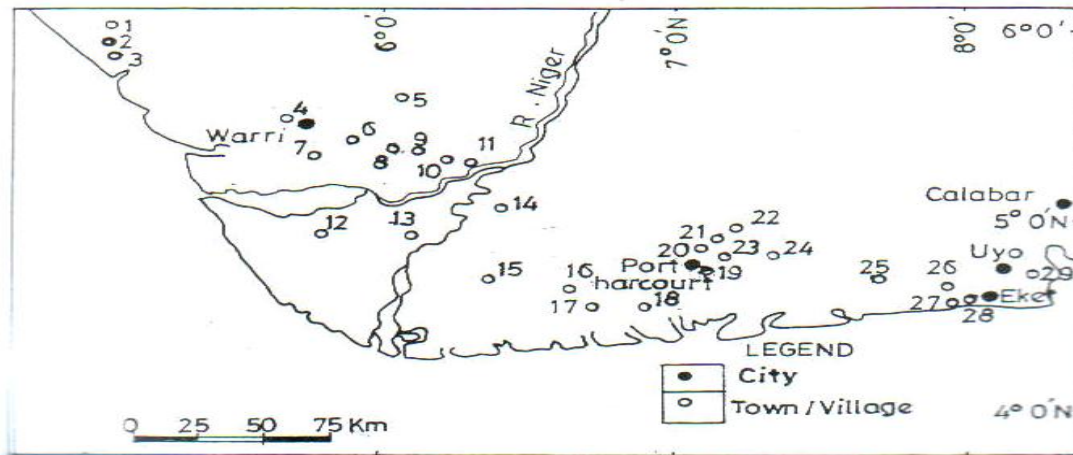 1
2
3
6°0'
7°0'N
8°0'
6°0'
R. Niger
4
5
Warri
6
7
8
9
10
11
12
13
14
15
16
17
18
Port
harcourt
19
20
21
22
23
24
25
26
27
28
29
Calabar
5°0'N
Uyo
Eket
LEGEND
City
Town/Village
4°0'N
0 25 50 75 Km